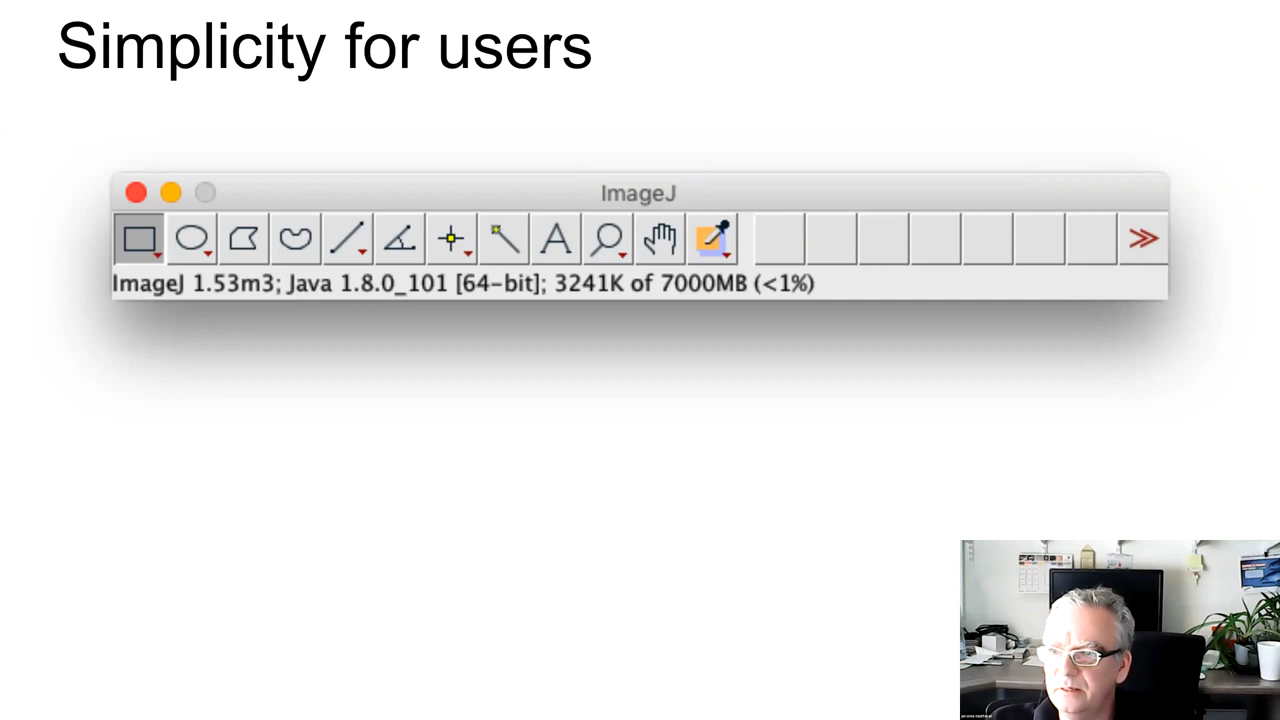 Simplicity for users
ImageJ
A
ImageJ 1.53m3; Java 1.8.0_101 [64-bit]; 3241K of 7000MB (<1%)